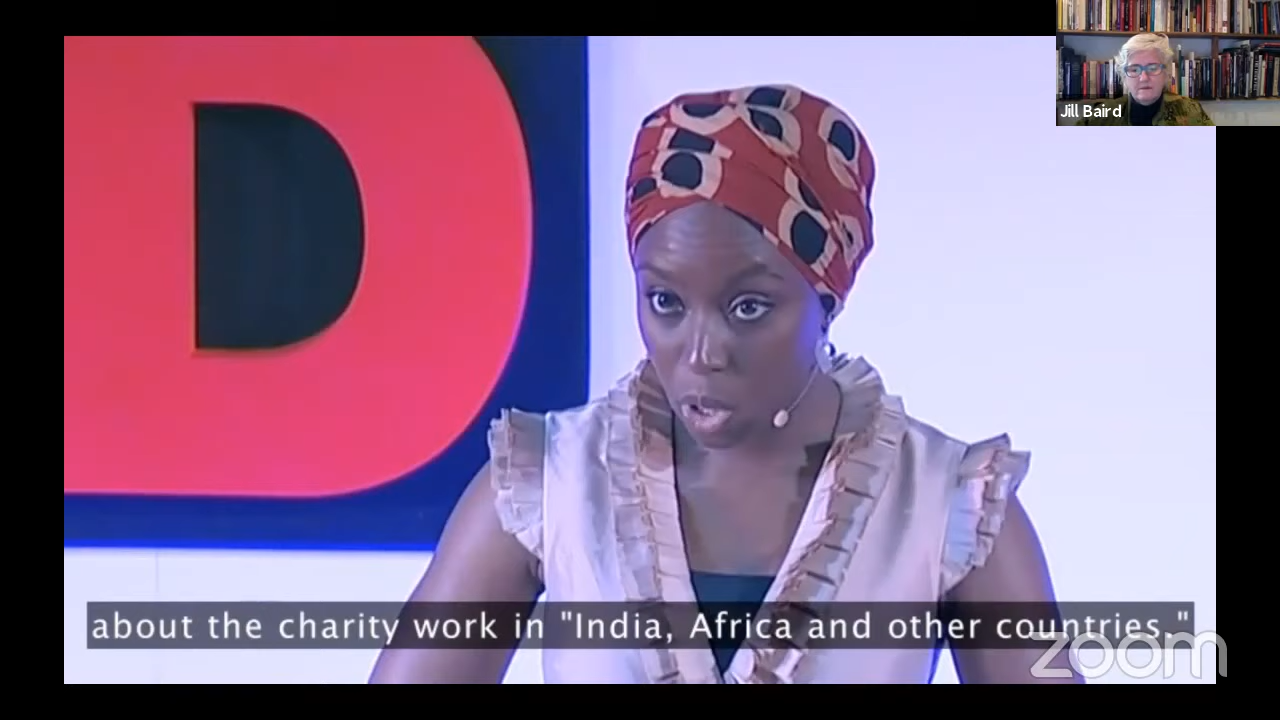 D
Jill Baird
about the charity work in "India, Africa and other countries."
zoom